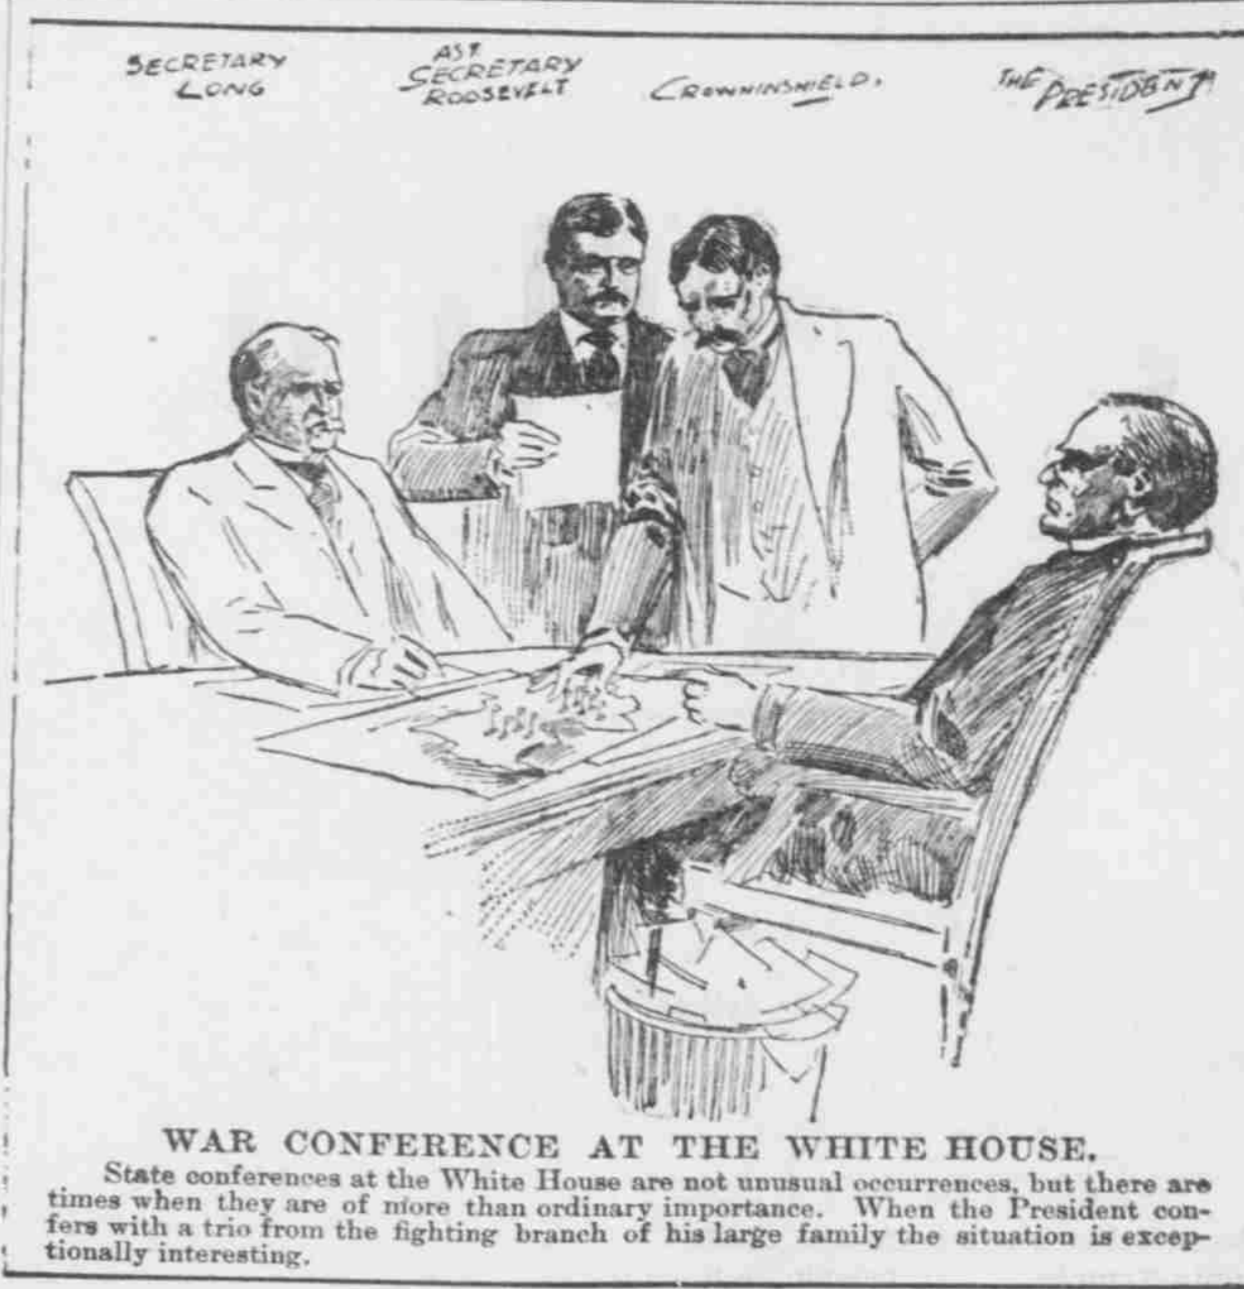 SECRETARY
LONG
AST.
SECRETARY
ROOSEVELT
CROWNINSHIELD.
THE PRESIDENT
WAR CONFERENCE AT THE WHITE HOUSE.
State conferences at the White House are not unusual occurrences, but there are
times when they are of more than ordinary importance. When the President con-
fers with a trio from the fighting branch of his large family the situation is excep-
tionally interesting.